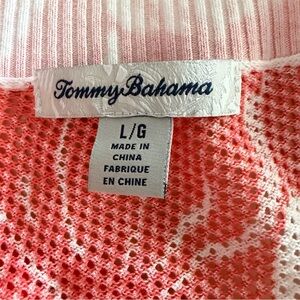 Tommy Bahama
L/G
MADE IN
CHINA
FABRIQUE
EN CHINE